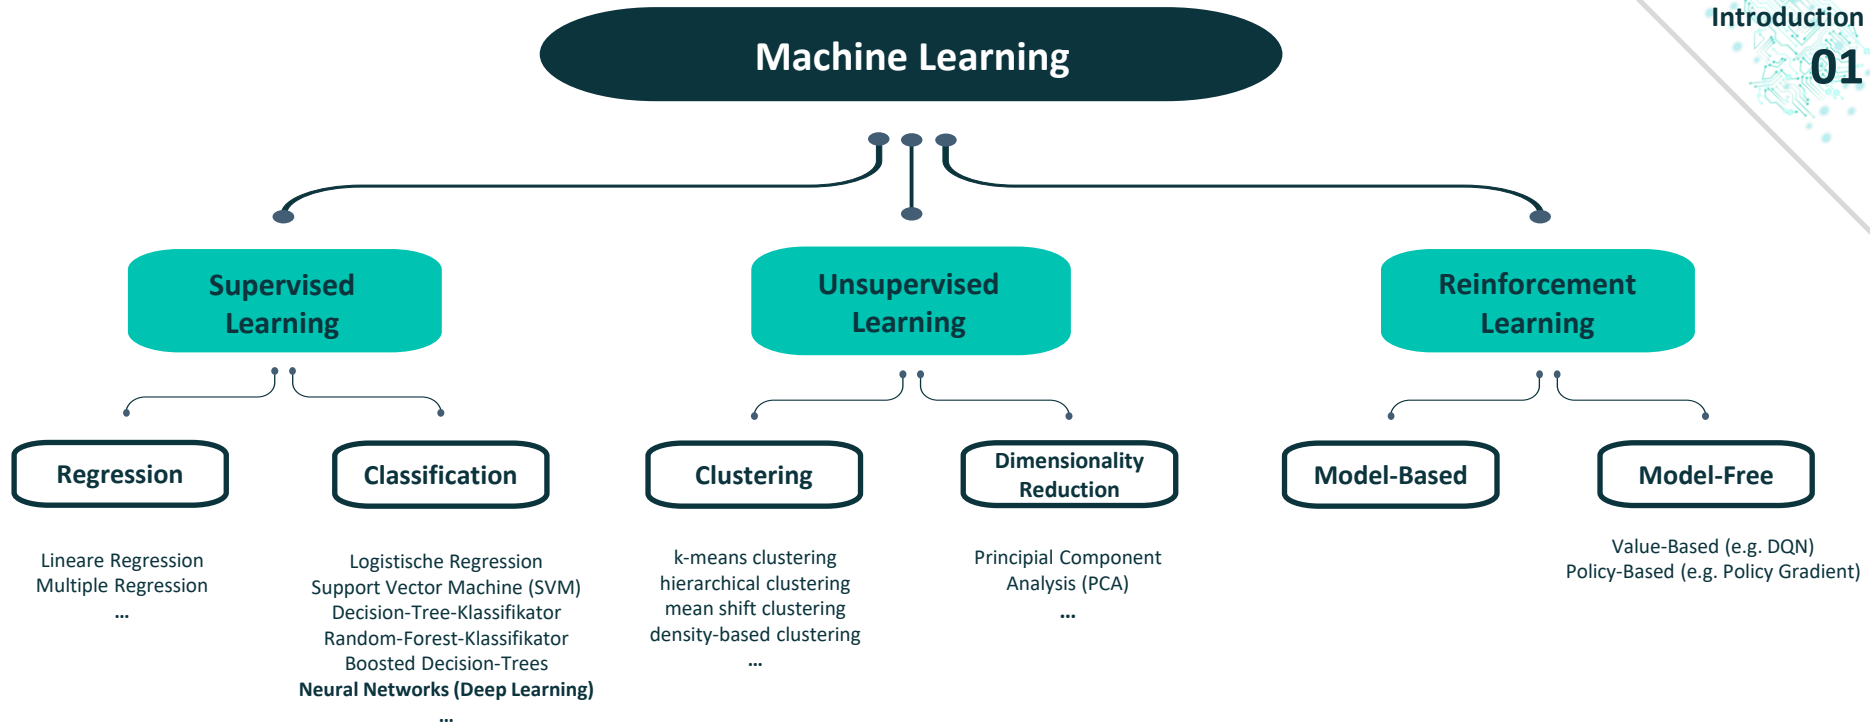 Introduction
01
Machine Learning
Supervised
Learning
Unsupervised
Learning
Reinforcement
Learning
Regression
Classification
Clustering
Dimensionality
Reduction
Model-Based
Model-Free
Lineare Regression
Multiple Regression
...
Logistische Regression
Support Vector Machine (SVM)
Decision-Tree-Klassifikator
Random-Forest-Klassifikator
Boosted Decision-Trees
Neural Networks (Deep Learning)
...
k-means clustering
hierarchical clustering
mean shift clustering
density-based clustering
...
Principial Component
Analysis (PCA)
...
Value-Based (e.g. DQN)
Policy-Based (e.g. Policy Gradient)